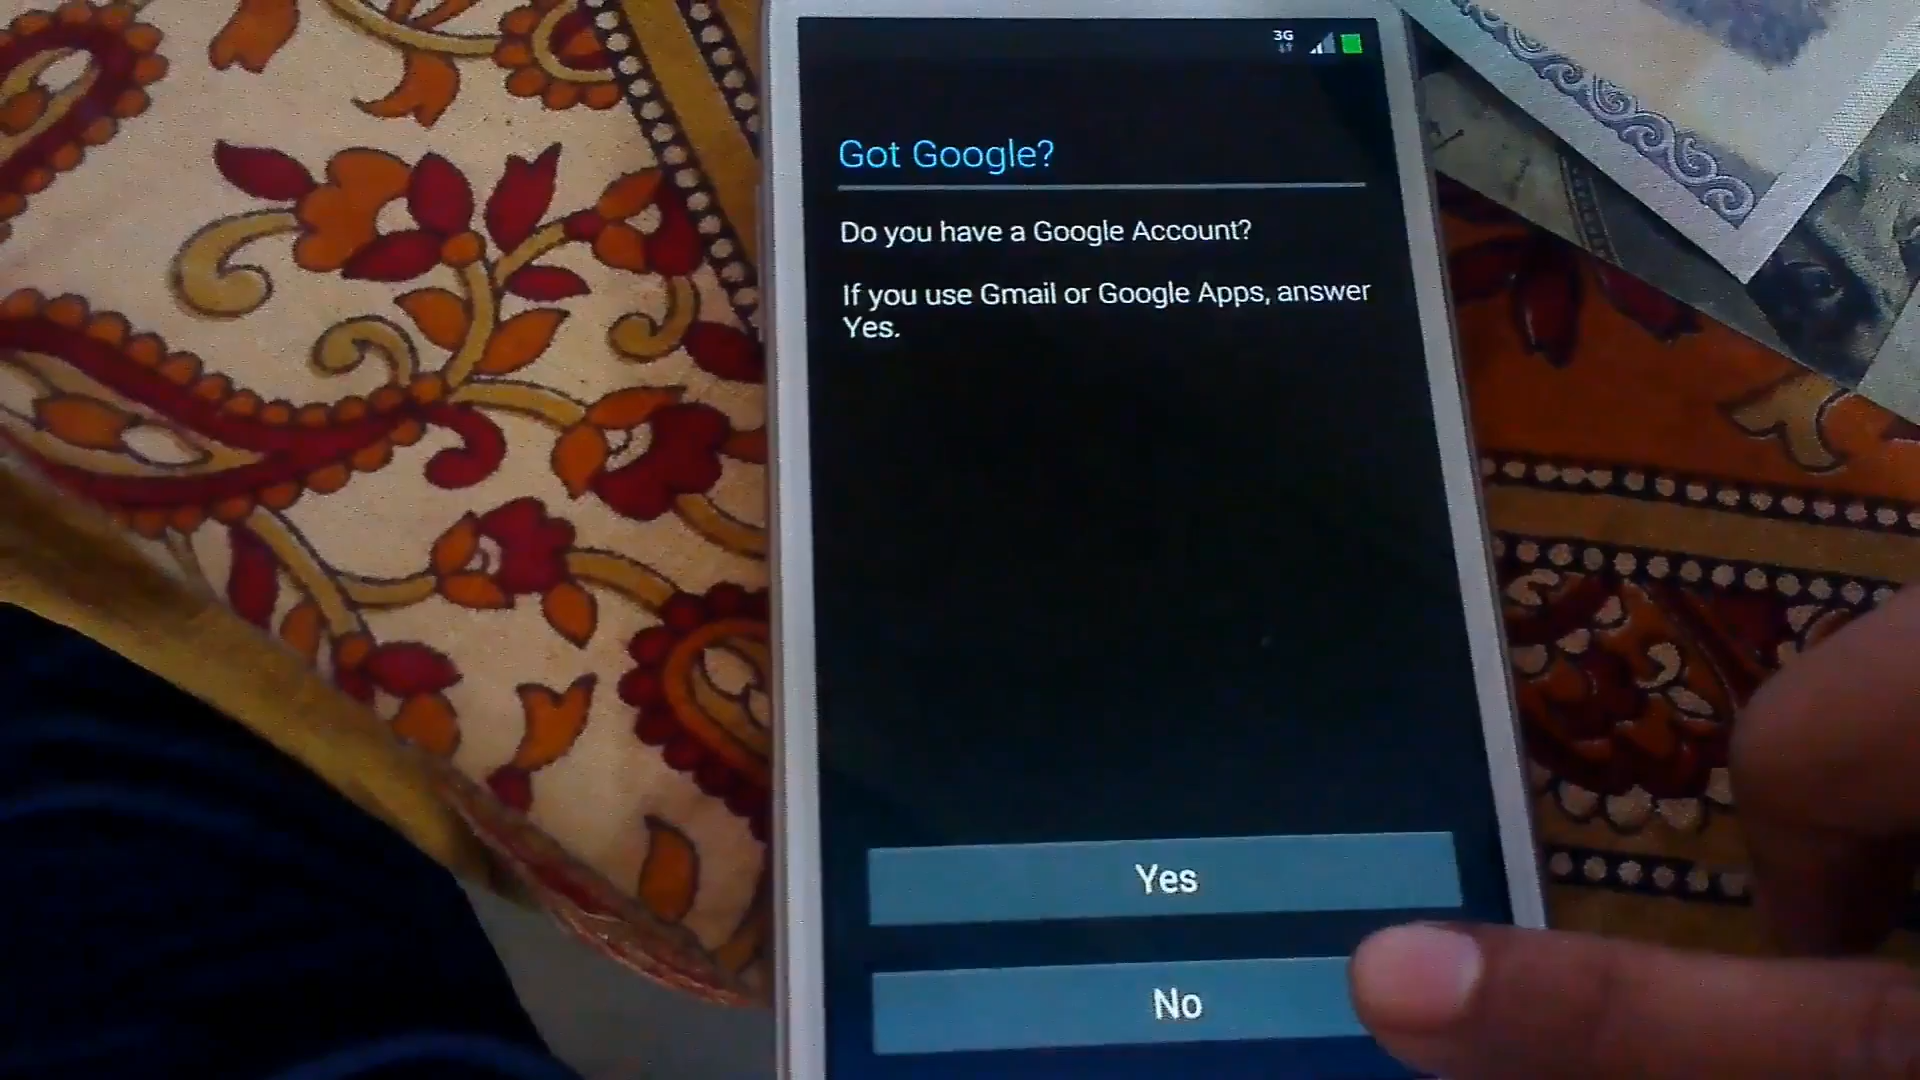 3G
Got Google?
Do you have a Google Account?
If you use Gmail or Google Apps, answer
Yes.
Yes
No